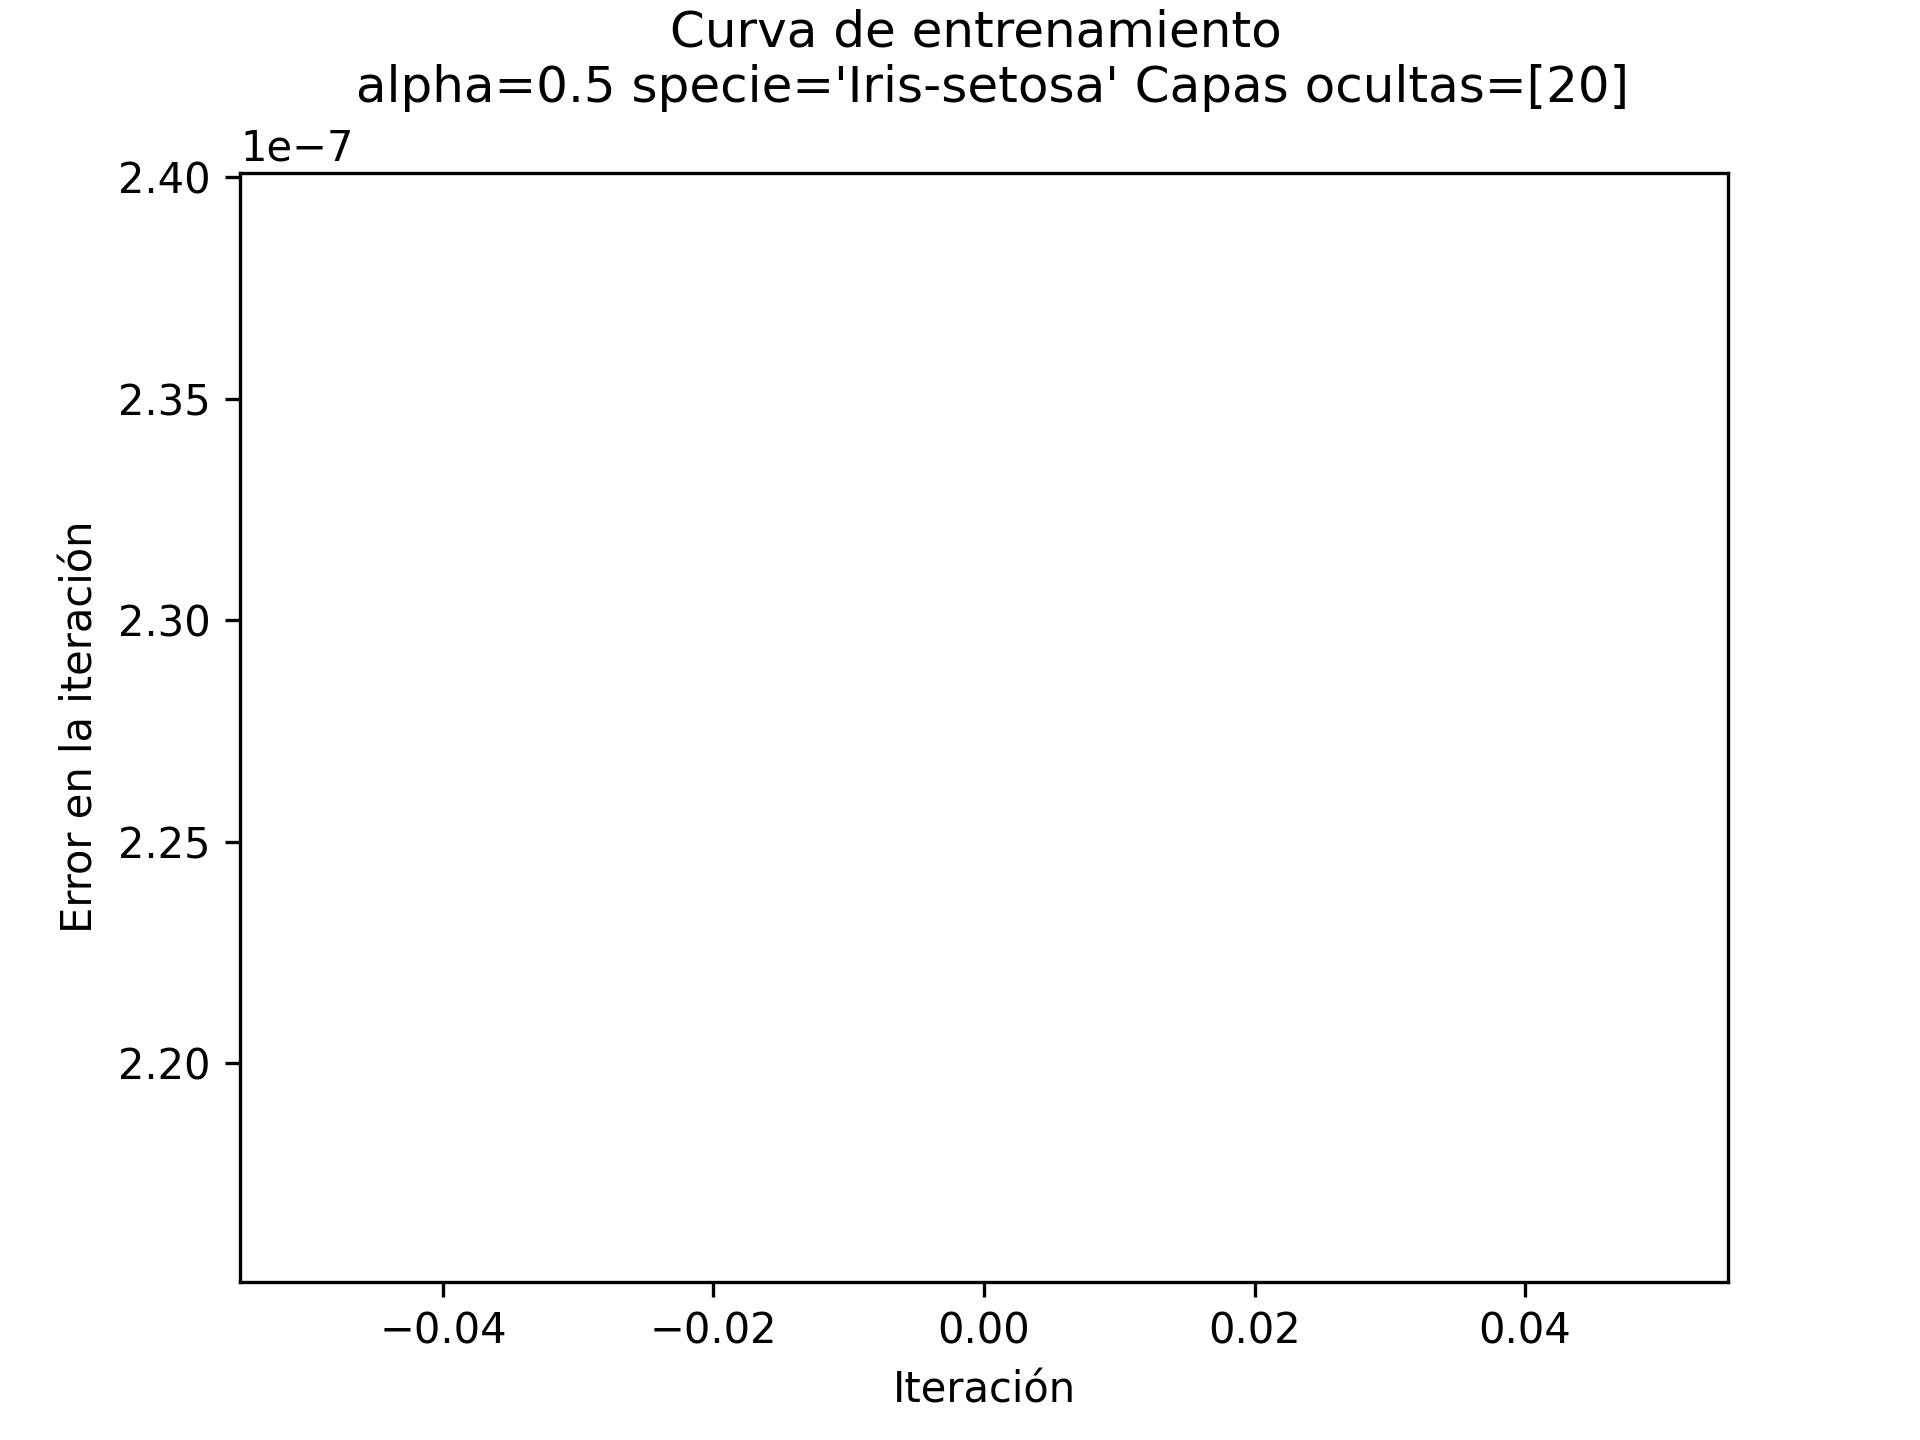 Curva de entrenamiento
alpha=0.5 specie='Iris-setosa' Capas ocultas=[20]
1e−7
2.40
2.35
2.30
2.25
2.20
Error en la iteración
−0.04
−0.02
0.00
0.02
0.04
Iteración